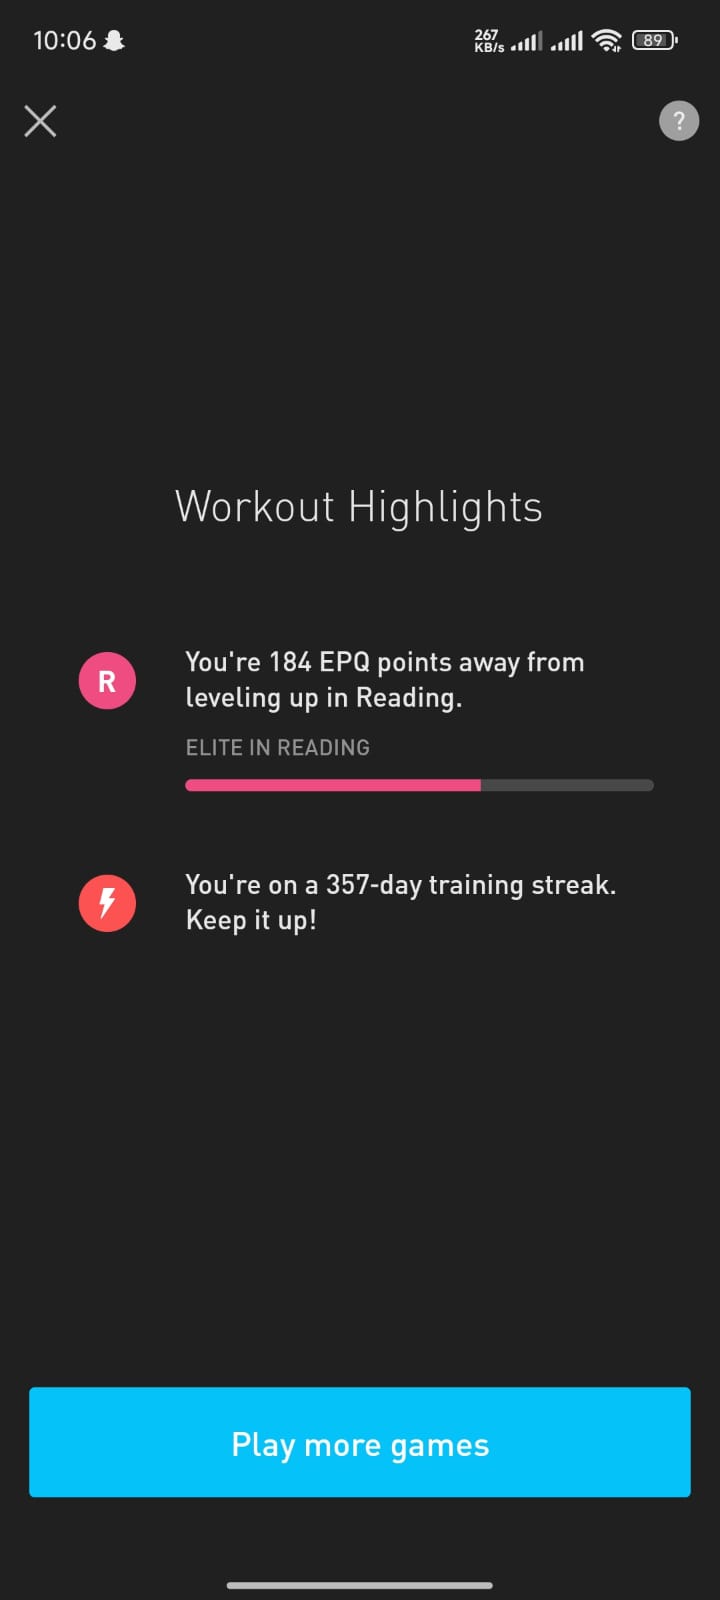 10:06
267
KB/s
89
?
Workout Highlights
R
You're 184 EPQ points away from
leveling up in Reading.
ELITE IN READING
You're on a 357-day training streak.
Keep it up!
Play more games